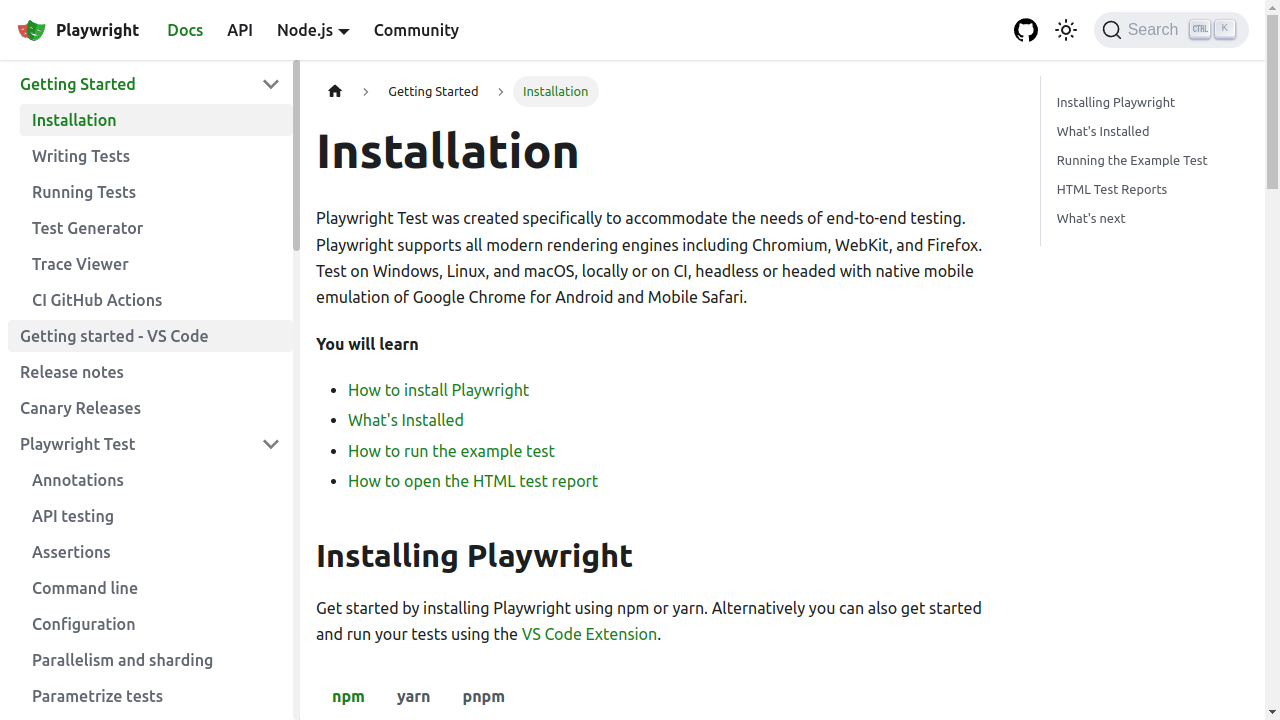 Playwright
Docs
API
Node.js
Community
Search
CTRL
K
Getting Started
Installation
Writing Tests
Running Tests
Test Generator
Trace Viewer
CI GitHub Actions
Getting started - VS Code
Release notes
Canary Releases
Playwright Test
Annotations
API testing
Assertions
Command line
Configuration
Parallelism and sharding
Parametrize tests
Getting Started
Installation
Installation
Playwright Test was created specifically to accommodate the needs of end-to-end testing.
Playwright supports all modern rendering engines including Chromium, WebKit, and Firefox.
Test on Windows, Linux, and macOS, locally or on CI, headless or headed with native mobile
emulation of Google Chrome for Android and Mobile Safari.
You will learn
• How to install Playwright
• What's Installed
• How to run the example test
• How to open the HTML test report
Installing Playwright
Get started by installing Playwright using npm or yarn. Alternatively you can also get started
and run your tests using the VS Code Extension.
npm
yarn
pnpm
Installing Playwright
What's Installed
Running the Example Test
HTML Test Reports
What's next